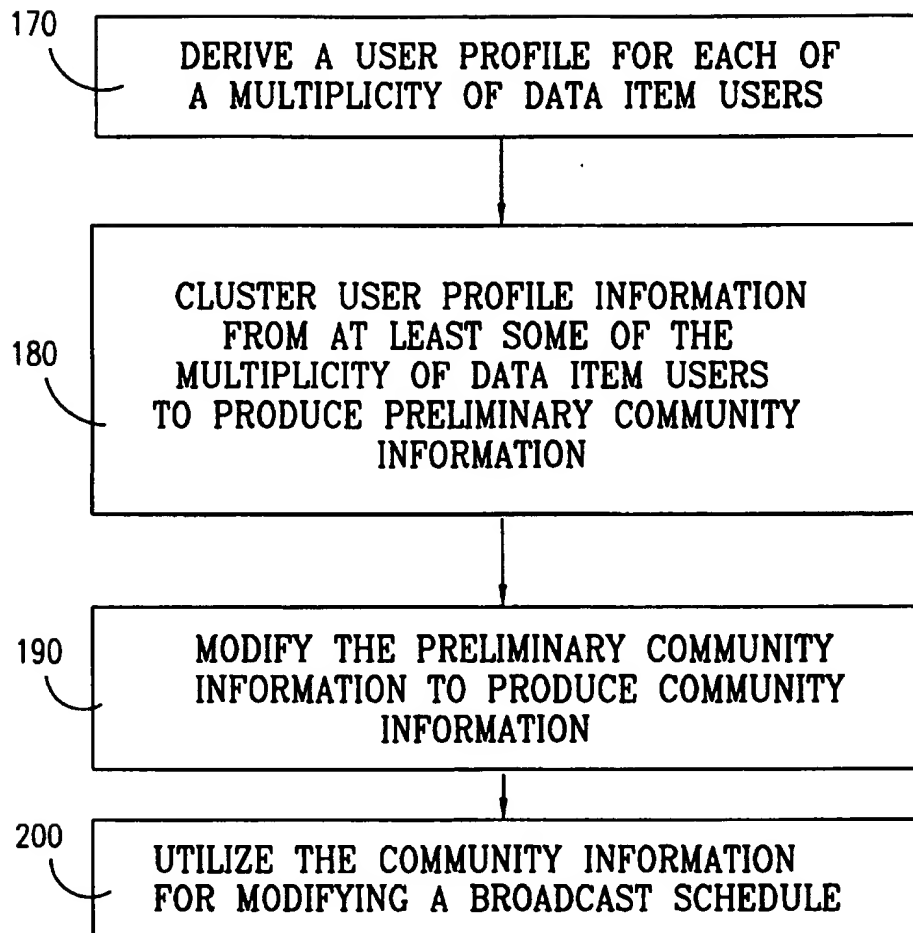 170
DERIVE A USER PROFILE FOR EACH OF
A MULTIPLICITY OF DATA ITEM USERS
180
CLUSTER USER PROFILE INFORMATION
FROM AT LEAST SOME OF THE
MULTIPLICITY OF DATA ITEM USERS
TO PRODUCE PRELIMINARY COMMUNITY
INFORMATION
190
MODIFY THE PRELIMINARY COMMUNITY
INFORMATION TO PRODUCE COMMUNITY
INFORMATION
200
UTILIZE THE COMMUNITY INFORMATION
FOR MODIFYING A BROADCAST SCHEDULE